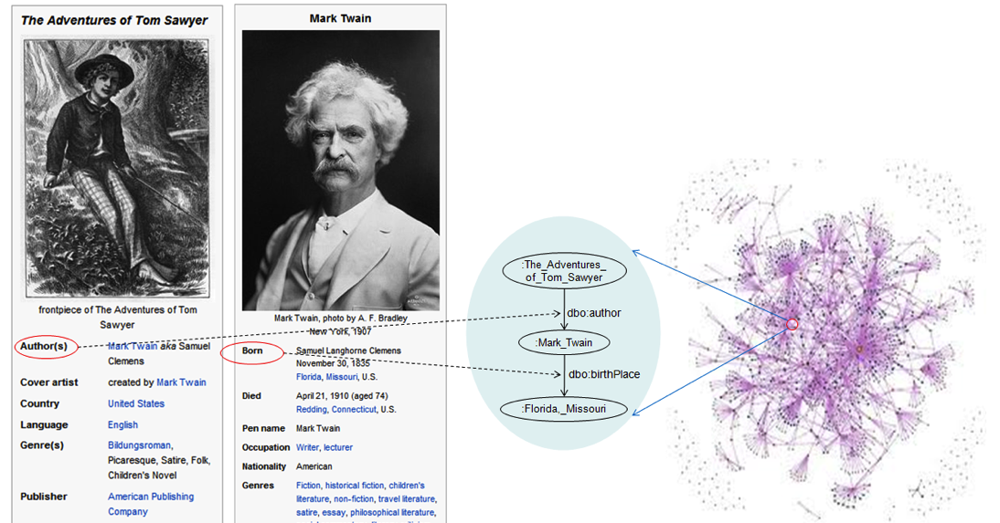 The Adventures of Tom Sawyer
frontpiece of The Adventures of Tom
Sawyer
Author(s) Mark Twain aka Samuel
Clemens
Cover artist created by Mark Twain
Country United States
Language English
Genre(s) Bildungsroman,
Picaresque, Satire, Folk,
Children's Novel
Publisher American Publishing
Company
Mark Twain
Mark Twain, photo by A. F. Bradley
New York, 1907
Born Samuel Langhorne Clemens
November 30, 1835
Florida, Missouri, U.S.
Died April 21, 1910 (aged 74)
Redding, Connecticut, U.S.
Pen name Mark Twain
Occupation Writer, lecturer
Nationality American
Genres Fiction, historical fiction, children's
literature, non-fiction, travel literature,
satire, essay, philosophical literature,
:The_Adventures_
of_Tom_Sawyer
dbo:author
:Mark_Twain
dbo:birthPlace
:Florida,_Missouri